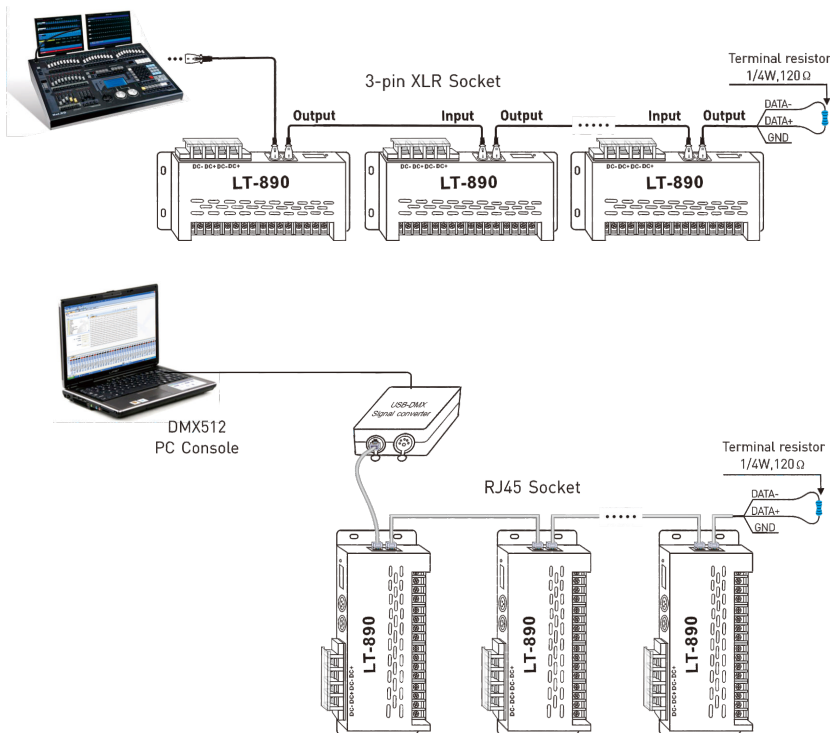 Terminal resistor
1/4W,120Ω
3-pin XLR Socket
Output
Input
Output
Input
Output
DATA-
DATA+
GND
DC- DC+ DC- DC+
LT-890
DC- DC+ DC- DC+
LT-890
DC- DC+ DC- DC+
LT-890
USB-DMX
Signal converter
DMX512
PC Console
Terminal resistor
1/4W,120Ω
RJ45 Socket
DATA-
DATA+
GND
LT-890
DC- DC+ DC- DC+
LT-890
DC- DC+ DC- DC+
LT-890
DC- DC+ DC- DC+